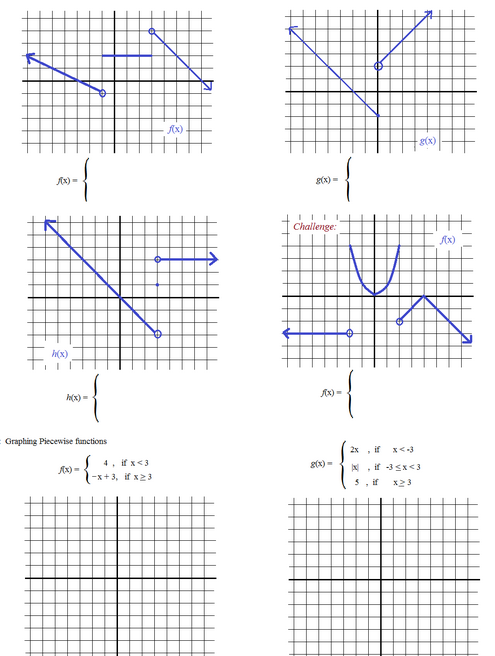 f(x)
g(x)
f(x) =
g(x) =
Challenge:
f(x)
h(x)
h(x) =
f(x) =
: Graphing Piecewise functions
f(x) = 4 , if x < 3
−x + 3, if x ≥ 3
g(x) = 2x , if x < -3
|x| , if -3 ≤ x < 3
5 , if x ≥ 3